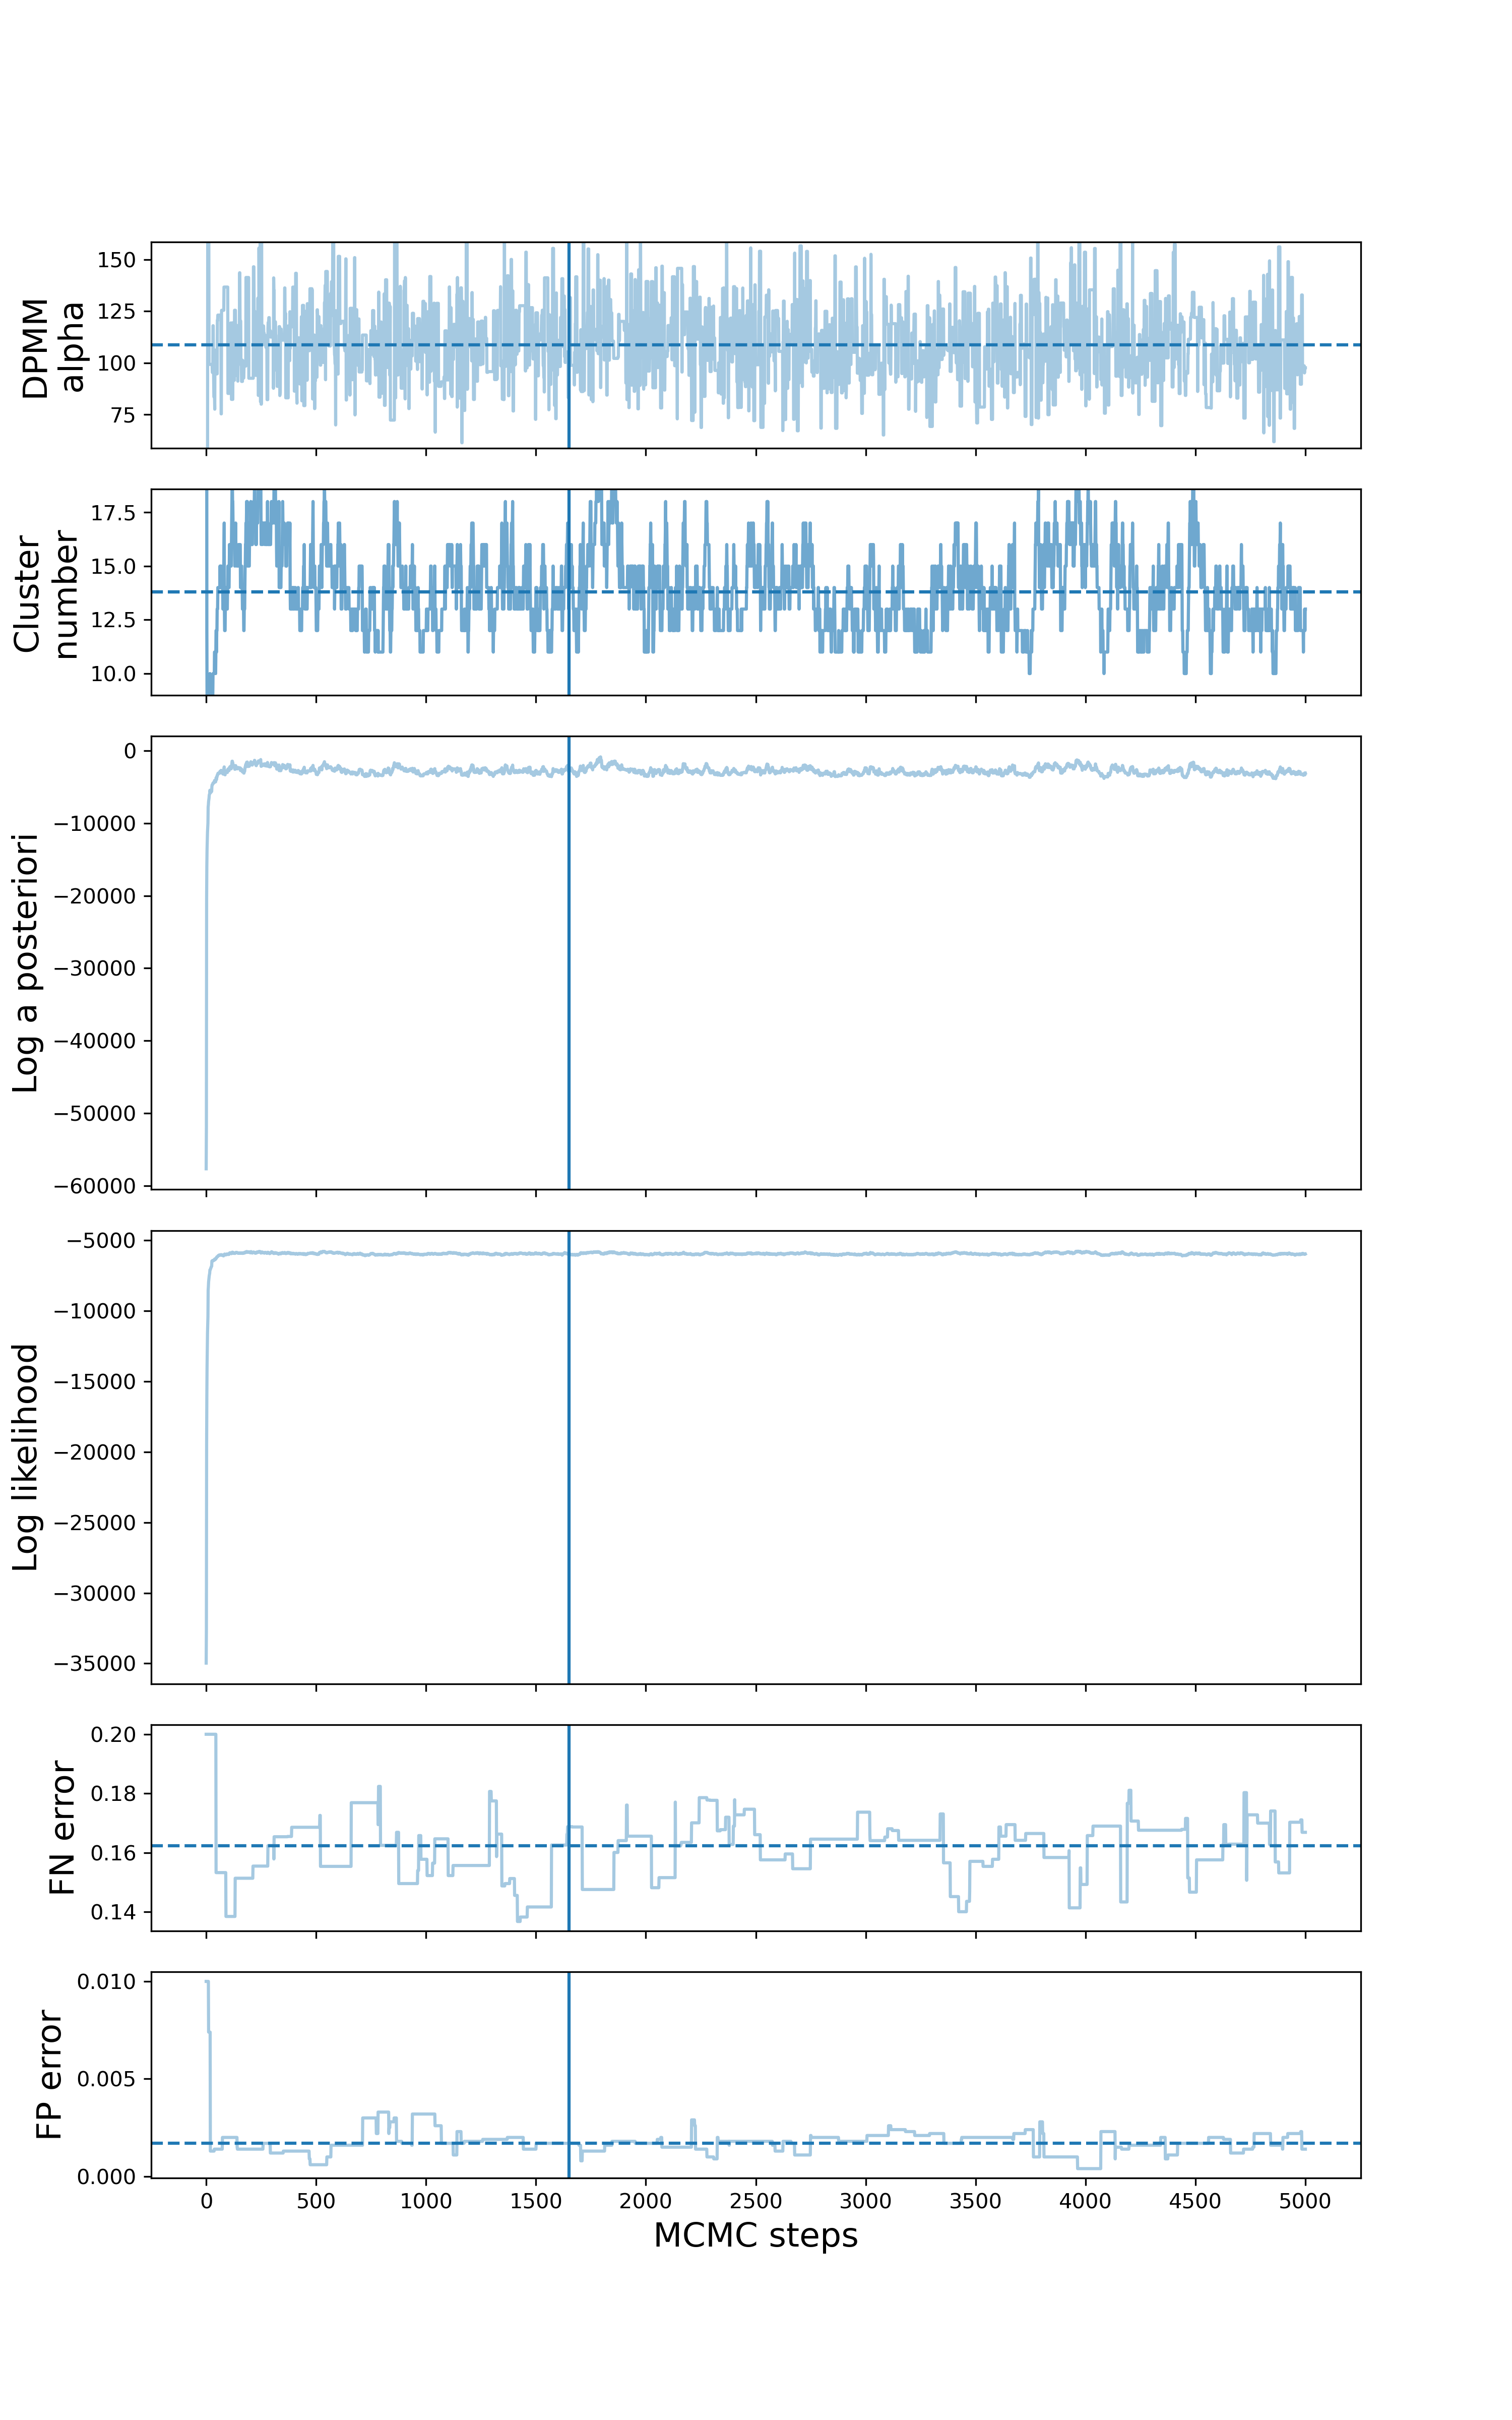 DPMM
alpha
150
125
100
75
Cluster
number
17.5
15.0
12.5
10.0
Log a posteriori
0
−10000
−20000
−30000
−40000
−50000
−60000
Log likelihood
−5000
−10000
−15000
−20000
−25000
−30000
−35000
FN error
0.20
0.18
0.16
0.14
FP error
0.010
0.005
0.000
0 500 1000 1500 2000 2500 3000 3500 4000 4500 5000
MCMC steps